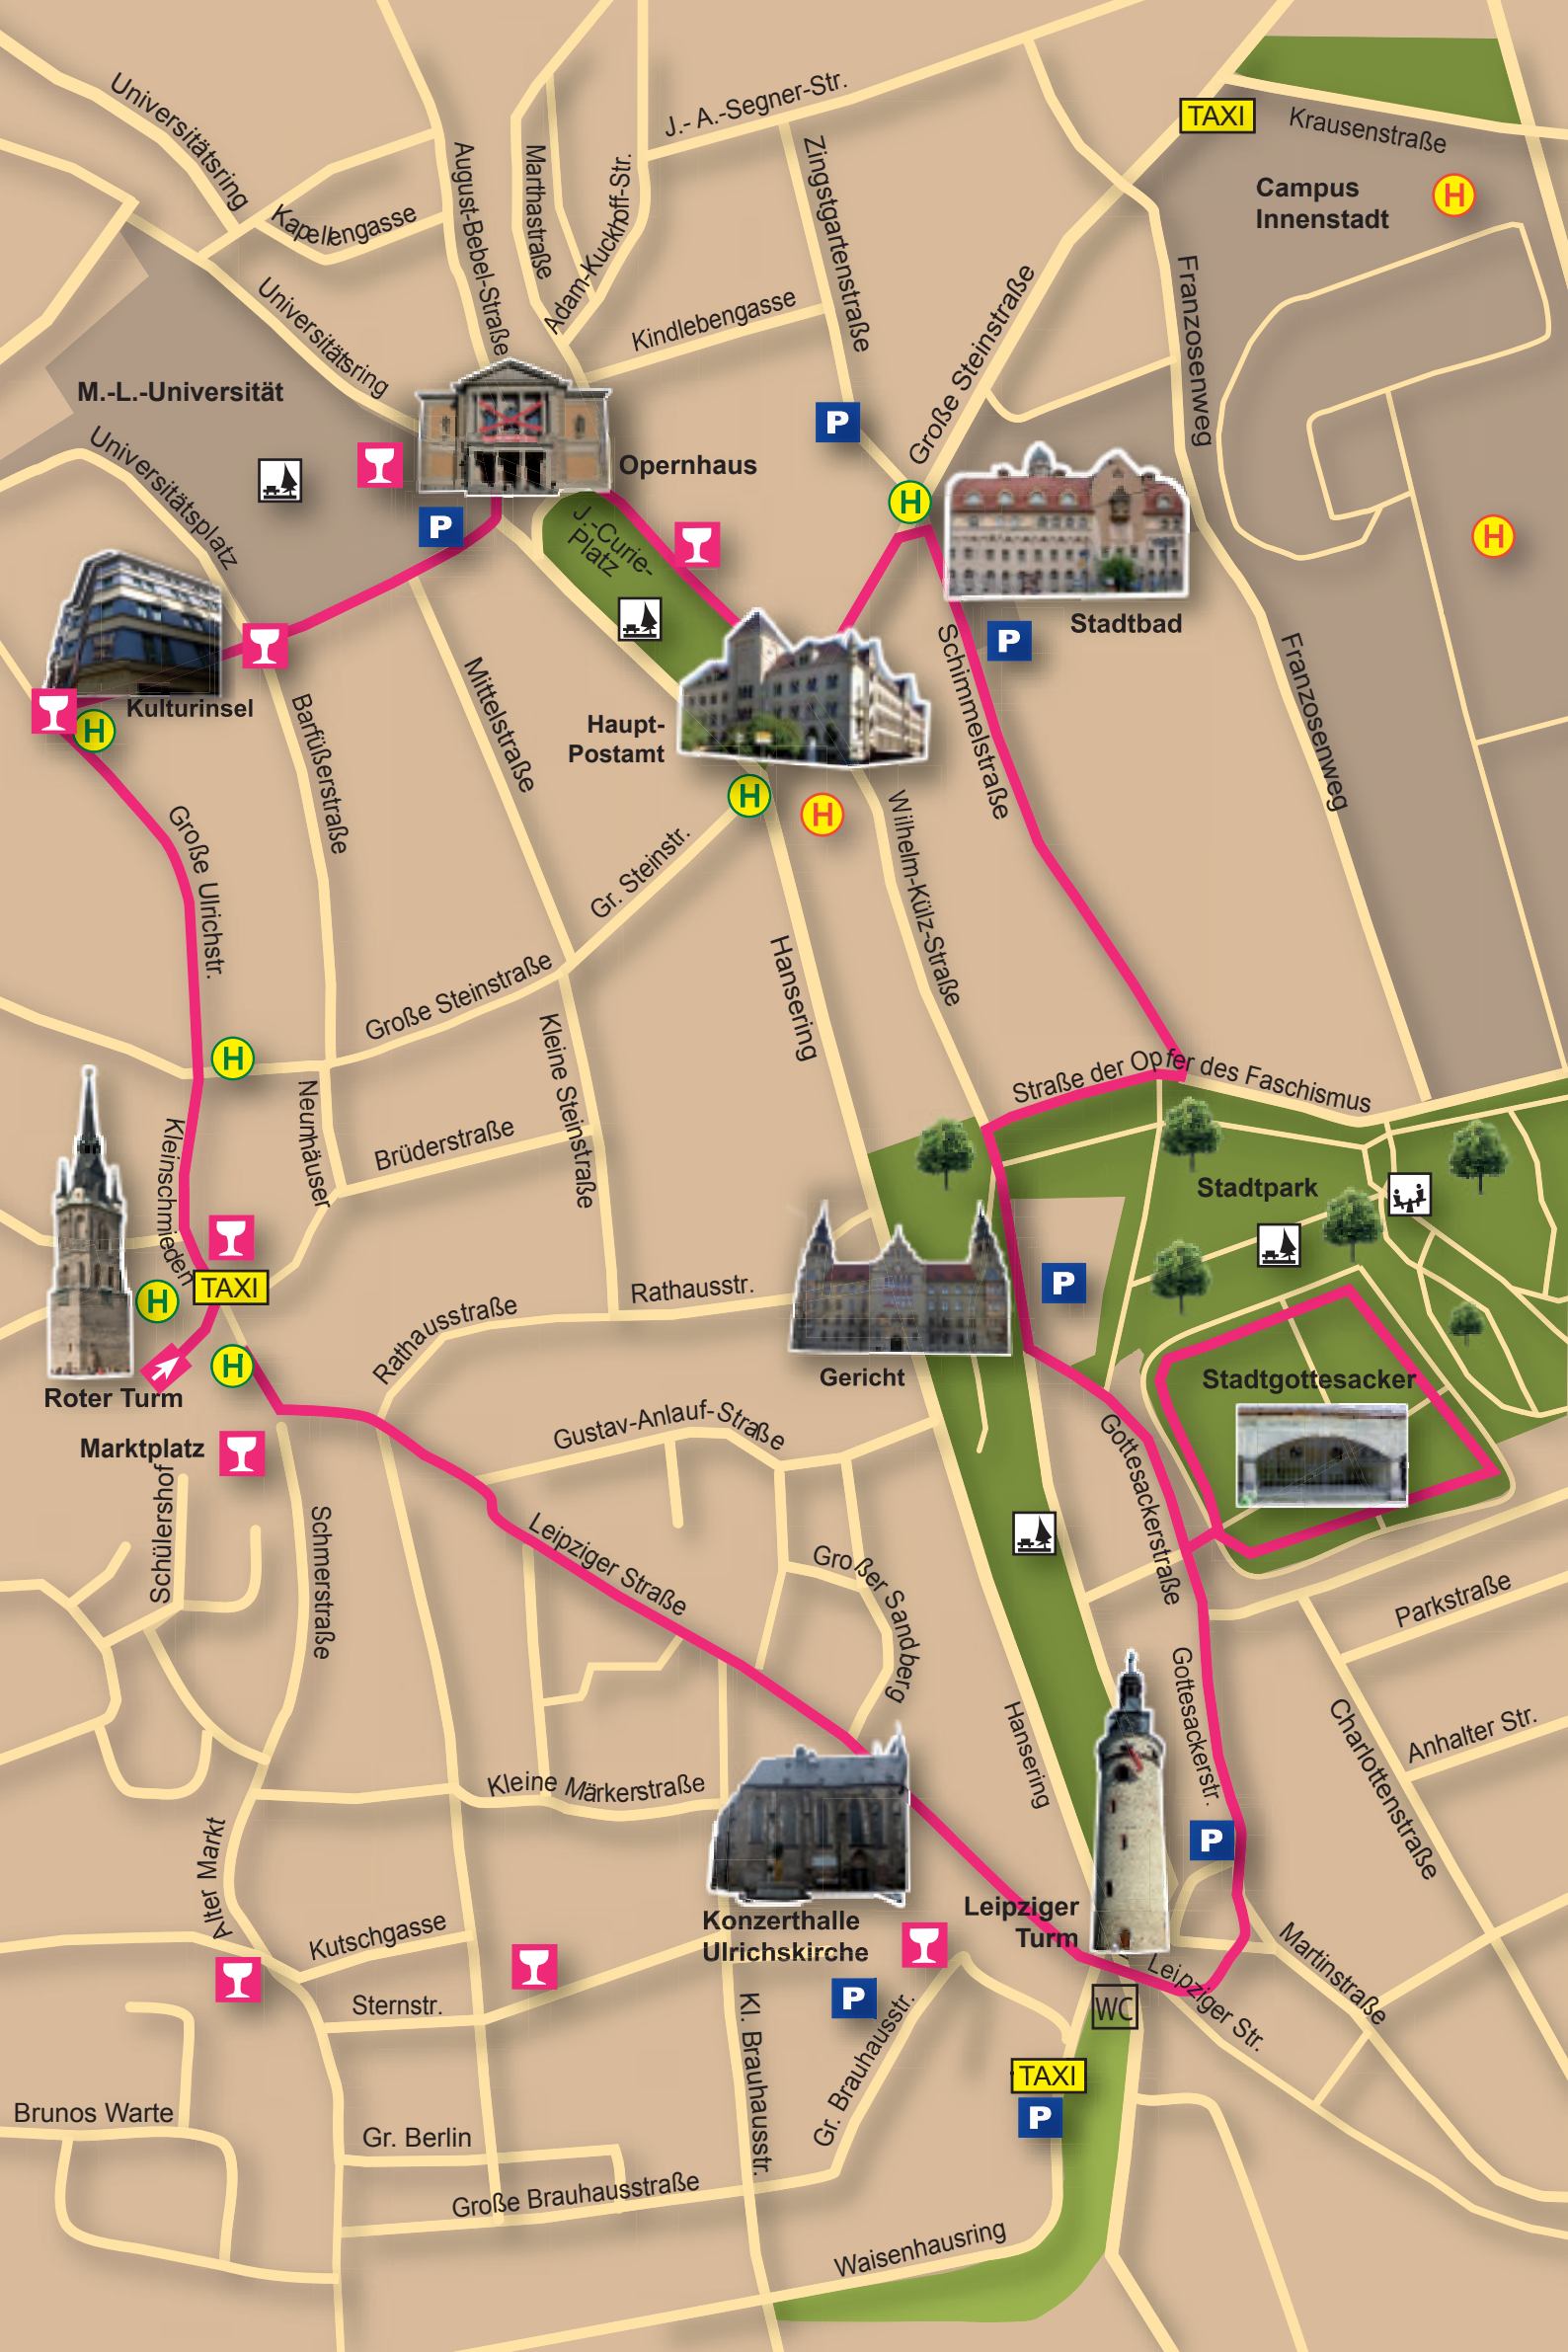 J.- A.-Segner-Str.
TAXI
Krausenstraße
Universitätsring
Campus
Innenstadt
H
August-Bebel-Straße
Marthastraße
Adam-Kuckhoff-Str.
Zingstgartenstraße
Kapellengasse
Universitätsring
Kindlebengasse
Große Steinstraße
Franzosenweg
M.-L.-Universität
P
Universitätsplatz
Opernhaus
H
P
J.-Curie-
Platz
H
Stadtbad
P
Schimmelstraße
Franzosenweg
Kulturinsel
H
Barfüßerstraße
Mittelstraße
Haupt-
Postamt
H
H
Große Ulrichstr.
Gr. Steinstr.
Wilhelm-Külz-Straße
Große Steinstraße
Hansering
H
Kleine Steinstraße
Straße der Opfer des Faschismus
Neunhäuser
Kleinschmieden
Brüderstraße
Stadtpark
TAXI
H
Rathausstr.
P
Rathausstraße
H
Gericht
Stadtgottesacker
Roter Turm
Marktplatz
Gustav-Anlauf-Straße
Gottesackerstraße
Schülershof
Schmerstraße
Leipziger Straße
Großer Sandberg
Parkstraße
Gottesackerstr.
Hansering
Charlottenstraße
Anhalter Str.
Kleine Märkerstraße
P
Alter Markt
Kutschgasse
Konzerthalle
Ulrichskirche
Leipziger
Turm
Leipziger Str.
Martinstraße
Sternstr.
P
WC
Kl. Brauhausstr.
Gr. Brauhausstr.
TAXI
P
Brunos Warte
Gr. Berlin
Große Brauhausstraße
Waisenhausring